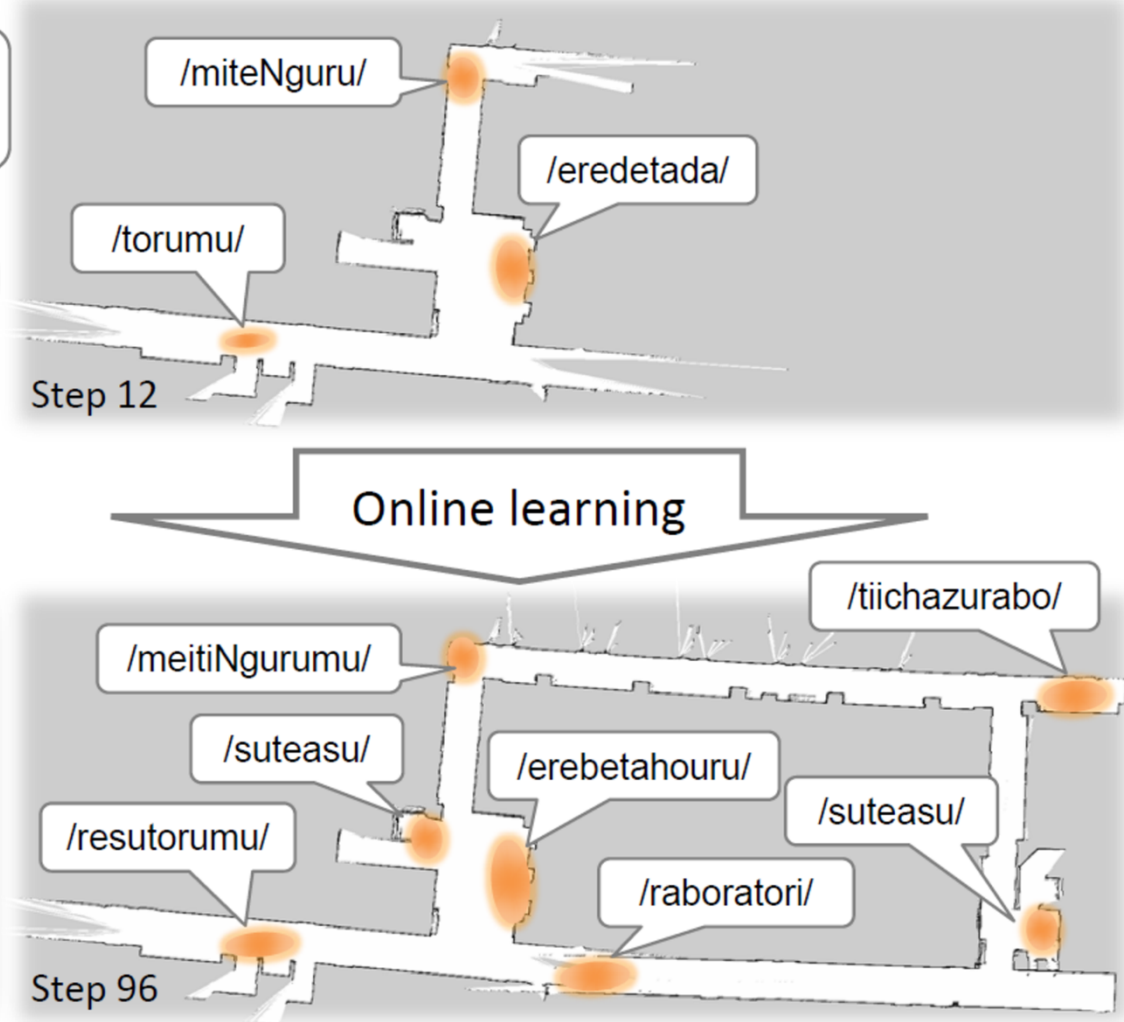 /miteNguru/
/eredetada/
/torumu/
Step 12
Online learning
/tiichazurabo/
/meitiNgurumu/
/suteasu/
/erebetahouru/
/suteasu/
/resutorumu/
/raboratori/
Step 96